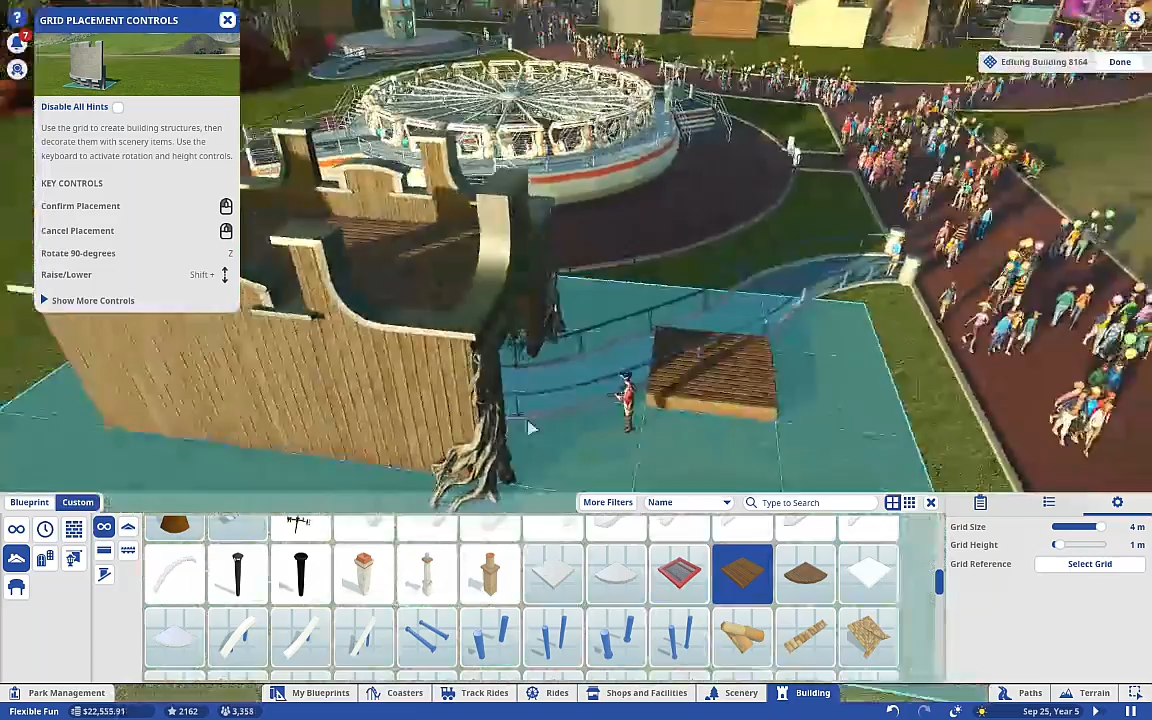 GRID PLACEMENT CONTROLS
?
7
Editing Building 8164
Done
Disable All Hints
Use the grid to create building structures, then
decorate them with scenery items. Use the
keyboard to activate rotation and height controls.
KEY CONTROLS
Confirm Placement
Cancel Placement
Rotate 90-degrees Z
Raise/Lower Shift +
Show More Controls
Blueprint Custom
More Filters Name Type to Search
Grid Size 4 m
Grid Height 1 m
Grid Reference Select Grid
Park Management My Blueprints Coasters Track Rides Rides Shops and Facilities Scenery Building Paths Terrain
Flexible Fun $22,555.91 2162 3,358 Sep 25, Year 5